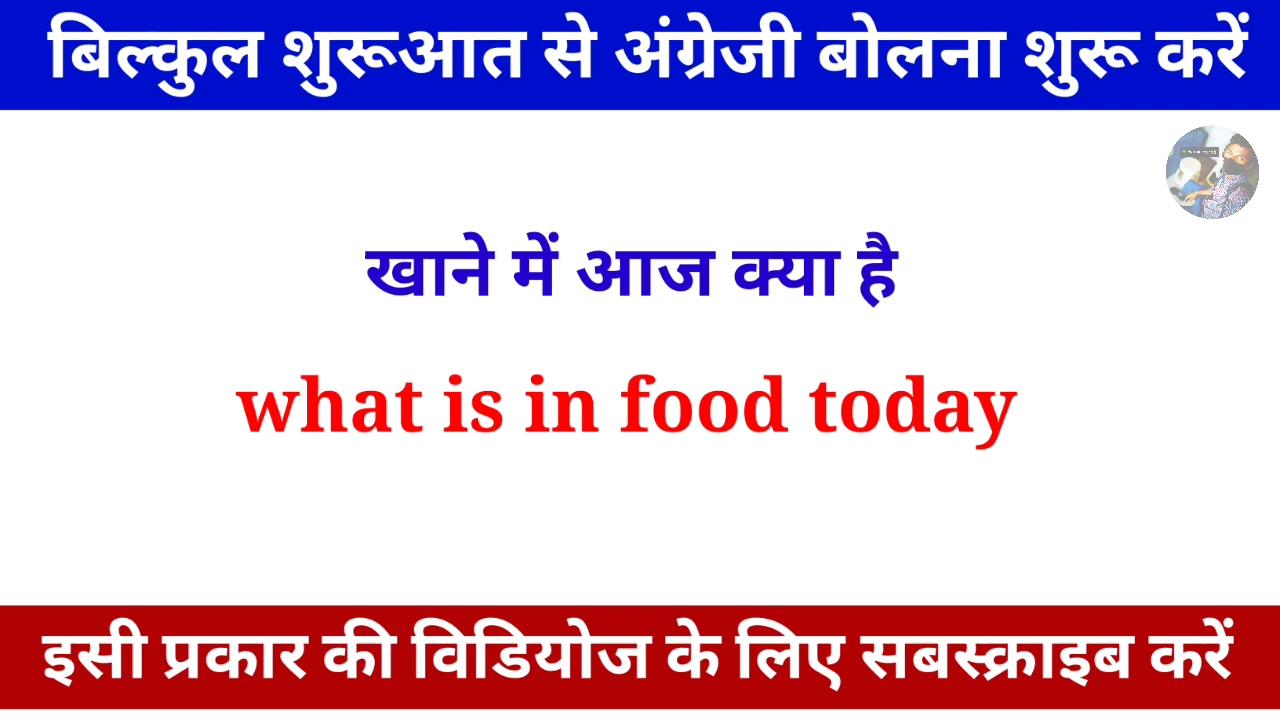 बिल्कुल शुरूआत से अंग्रेजी बोलना शुरू करें
खाने में आज क्या है
what is in food today
इसी प्रकार की विडियोज के लिए सबस्क्राइब करें